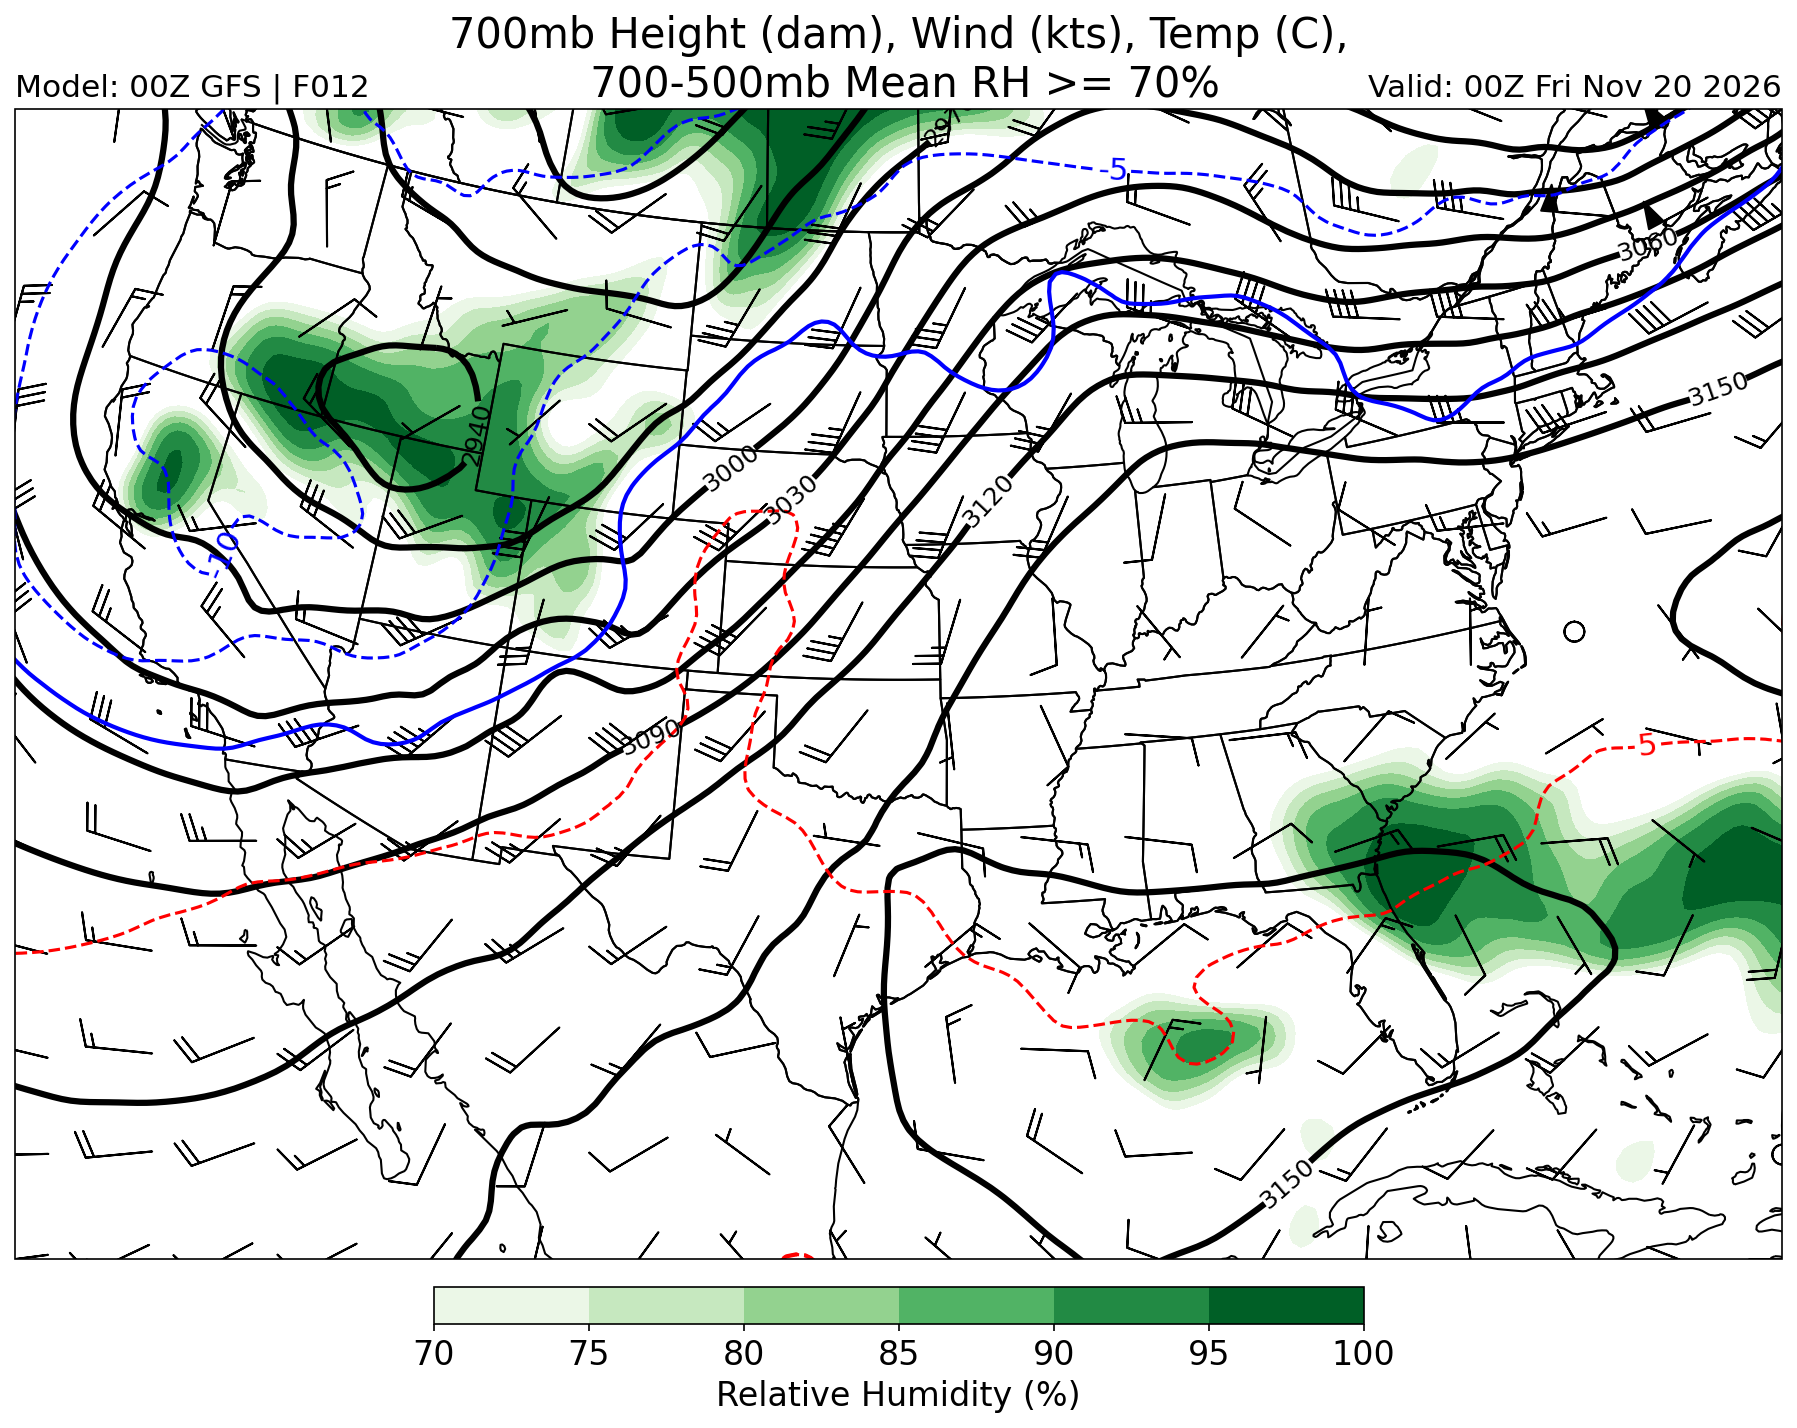 700mb Height (dam), Wind (kts), Temp (C),
Model: 00Z GFS | F012
700-500mb Mean RH >= 70%
Valid: 00Z Fri Nov 20 2026
-5
3060
3150
2940
3000
3030
3120
-10
3090
5
3150
70 75 80 85 90 95 100
Relative Humidity (%)